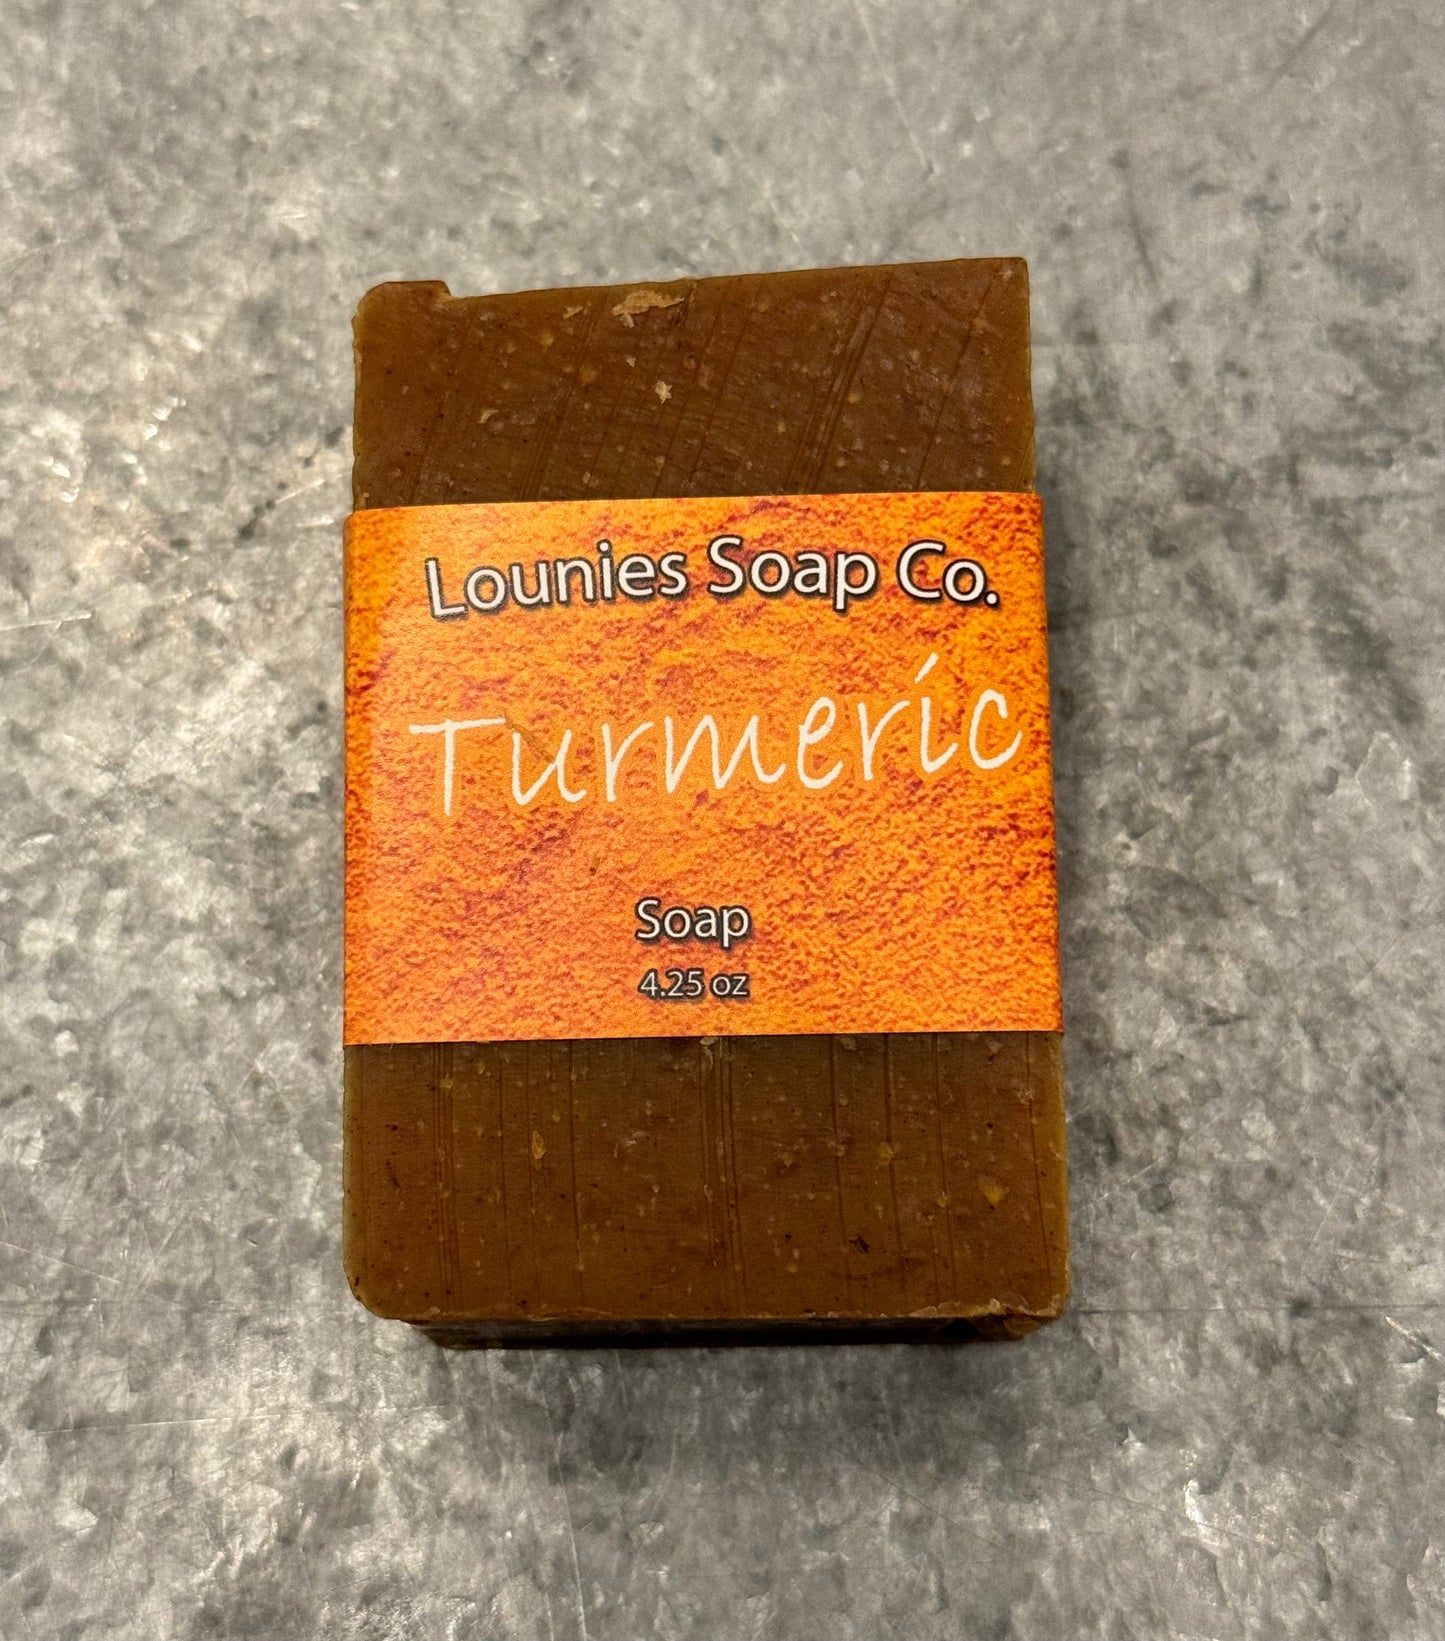 Lounies Soap Co.
Turmeric
Soap
4.25 oz